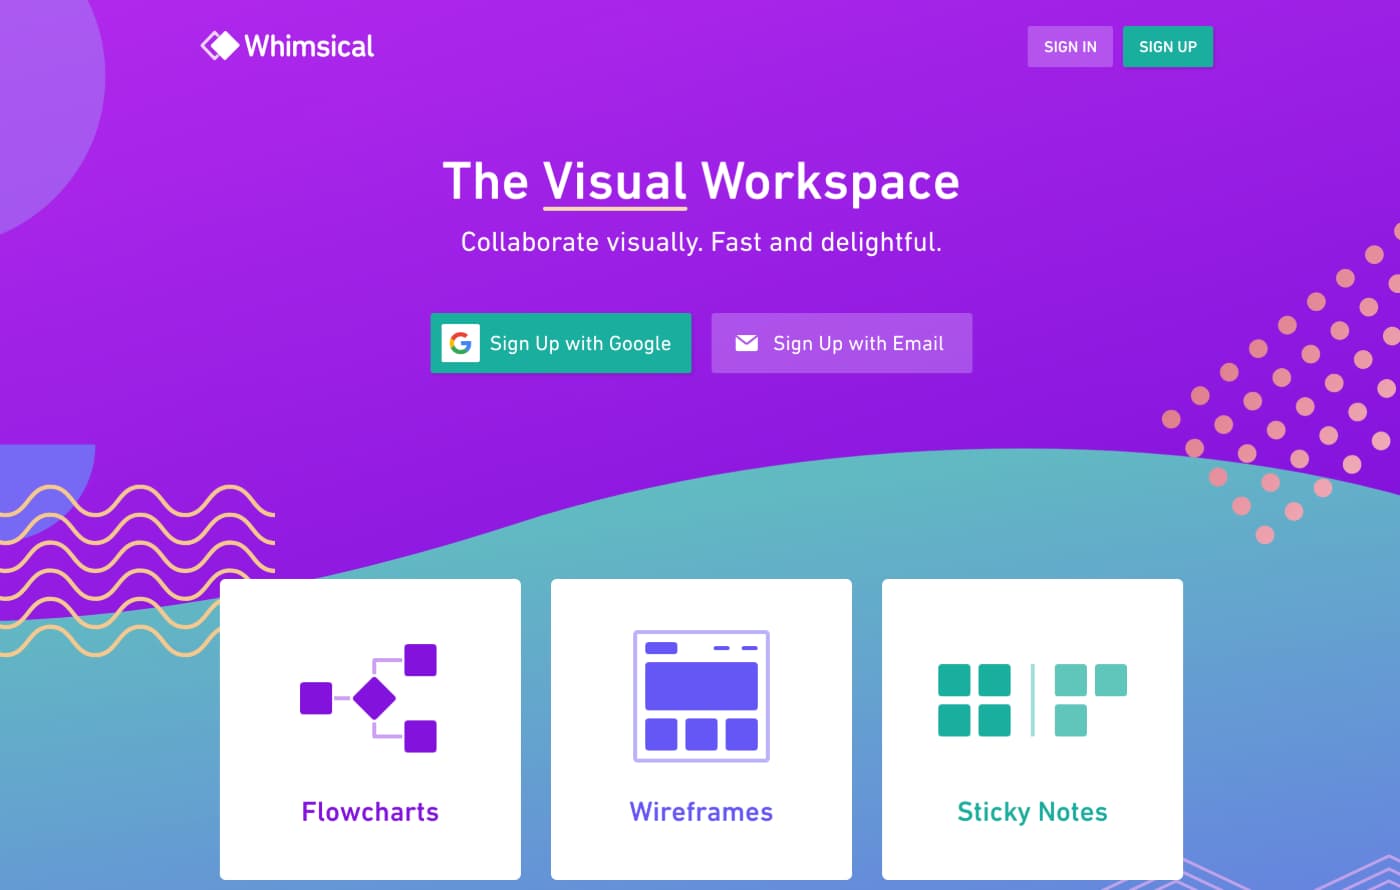 Whimsical
SIGN IN
SIGN UP
The Visual Workspace
Collaborate visually. Fast and delightful.
Sign Up with Google
Sign Up with Email
Flowcharts
Wireframes
Sticky Notes